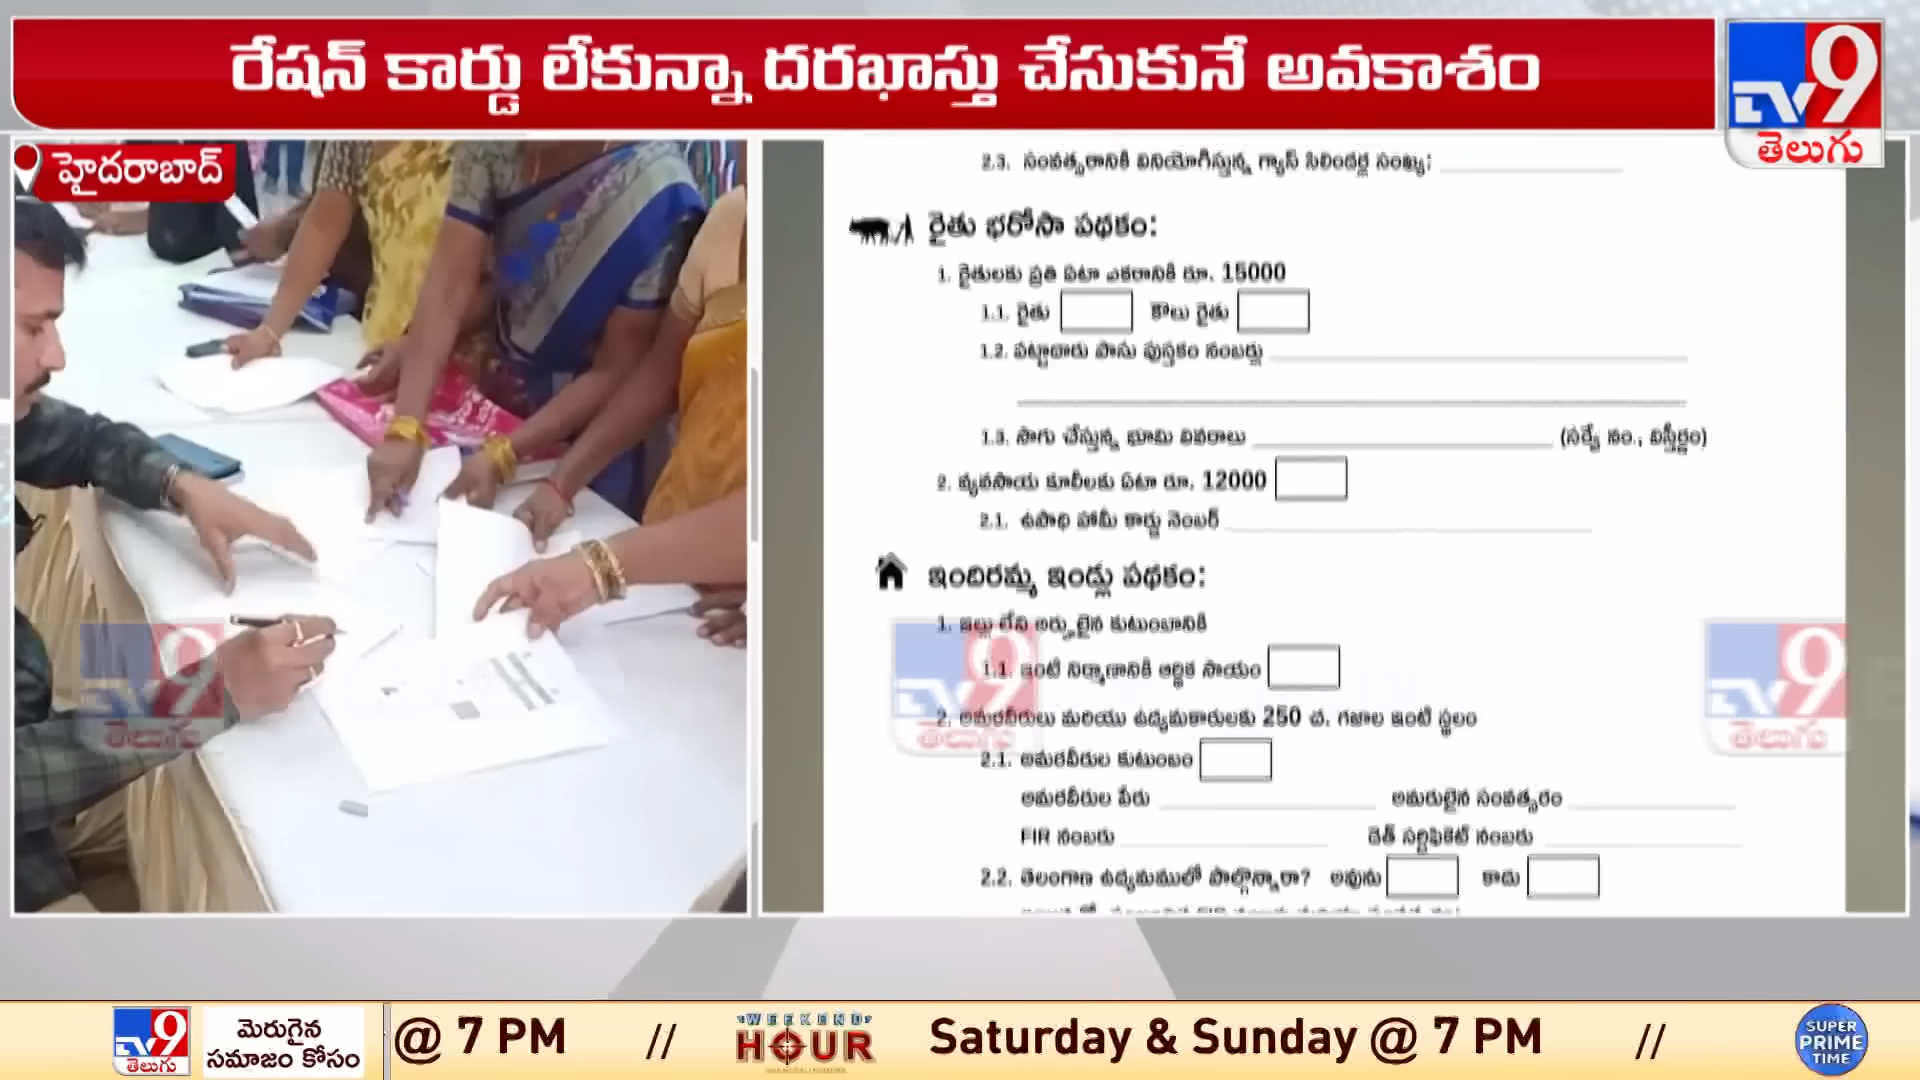 రేషన్ కార్డు లేకున్నా దరఖాస్తు చేసుకునే అవకాశం
TV9
తెలుగు
హైదరాబాద్
2.3. సంవత్సరానికి వినియోగిస్తున్న గ్యాస్ సిలిండర్ల సంఖ్య:
రైతు భరోసా పథకం:
1. రైతులకు ప్రతి ఏటా ఎకరానికి రూ. 15000
1.1. రైతు కౌలు రైతు
1.2. పట్టాదారు పాసు పుస్తకం నంబర్లు
1.3. సాగు చేస్తున్న భూమి వివరాలు (సర్వే నం., విస్తీర్ణం)
2. వ్యవసాయ కూలీలకు ఏటా రూ. 12000
2.1. ఉపాధి హామీ కార్డు నెంబర్
ఇందిరమ్మ ఇండ్లు పథకం:
1. ఇల్లు లేని అర్హులైన కుటుంబానికి
1.1. ఇంటి నిర్మాణానికి ఆర్థిక సాయం
2. అమరవీరులు మరియు ఉద్యమకారులకు 250 చ. గజాల ఇంటి స్థలం
2.1. అమరవీరుల కుటుంబం
అమరవీరుల పేరు అమరులైన సంవత్సరం
FIR నంబరు డెత్ సర్టిఫికెట్ నంబరు
2.2. తెలంగాణ ఉద్యమములో పాల్గొన్నారా? అవును కాదు
TV9 తెలుగు
TV9 తెలుగు
TV9 తెలుగు
TV9 తెలుగు
మెరుగైన
సమాజం కోసం
@ 7 PM // WEEKEND HOUR Saturday & Sunday @ 7 PM // SUPER PRIME TIME